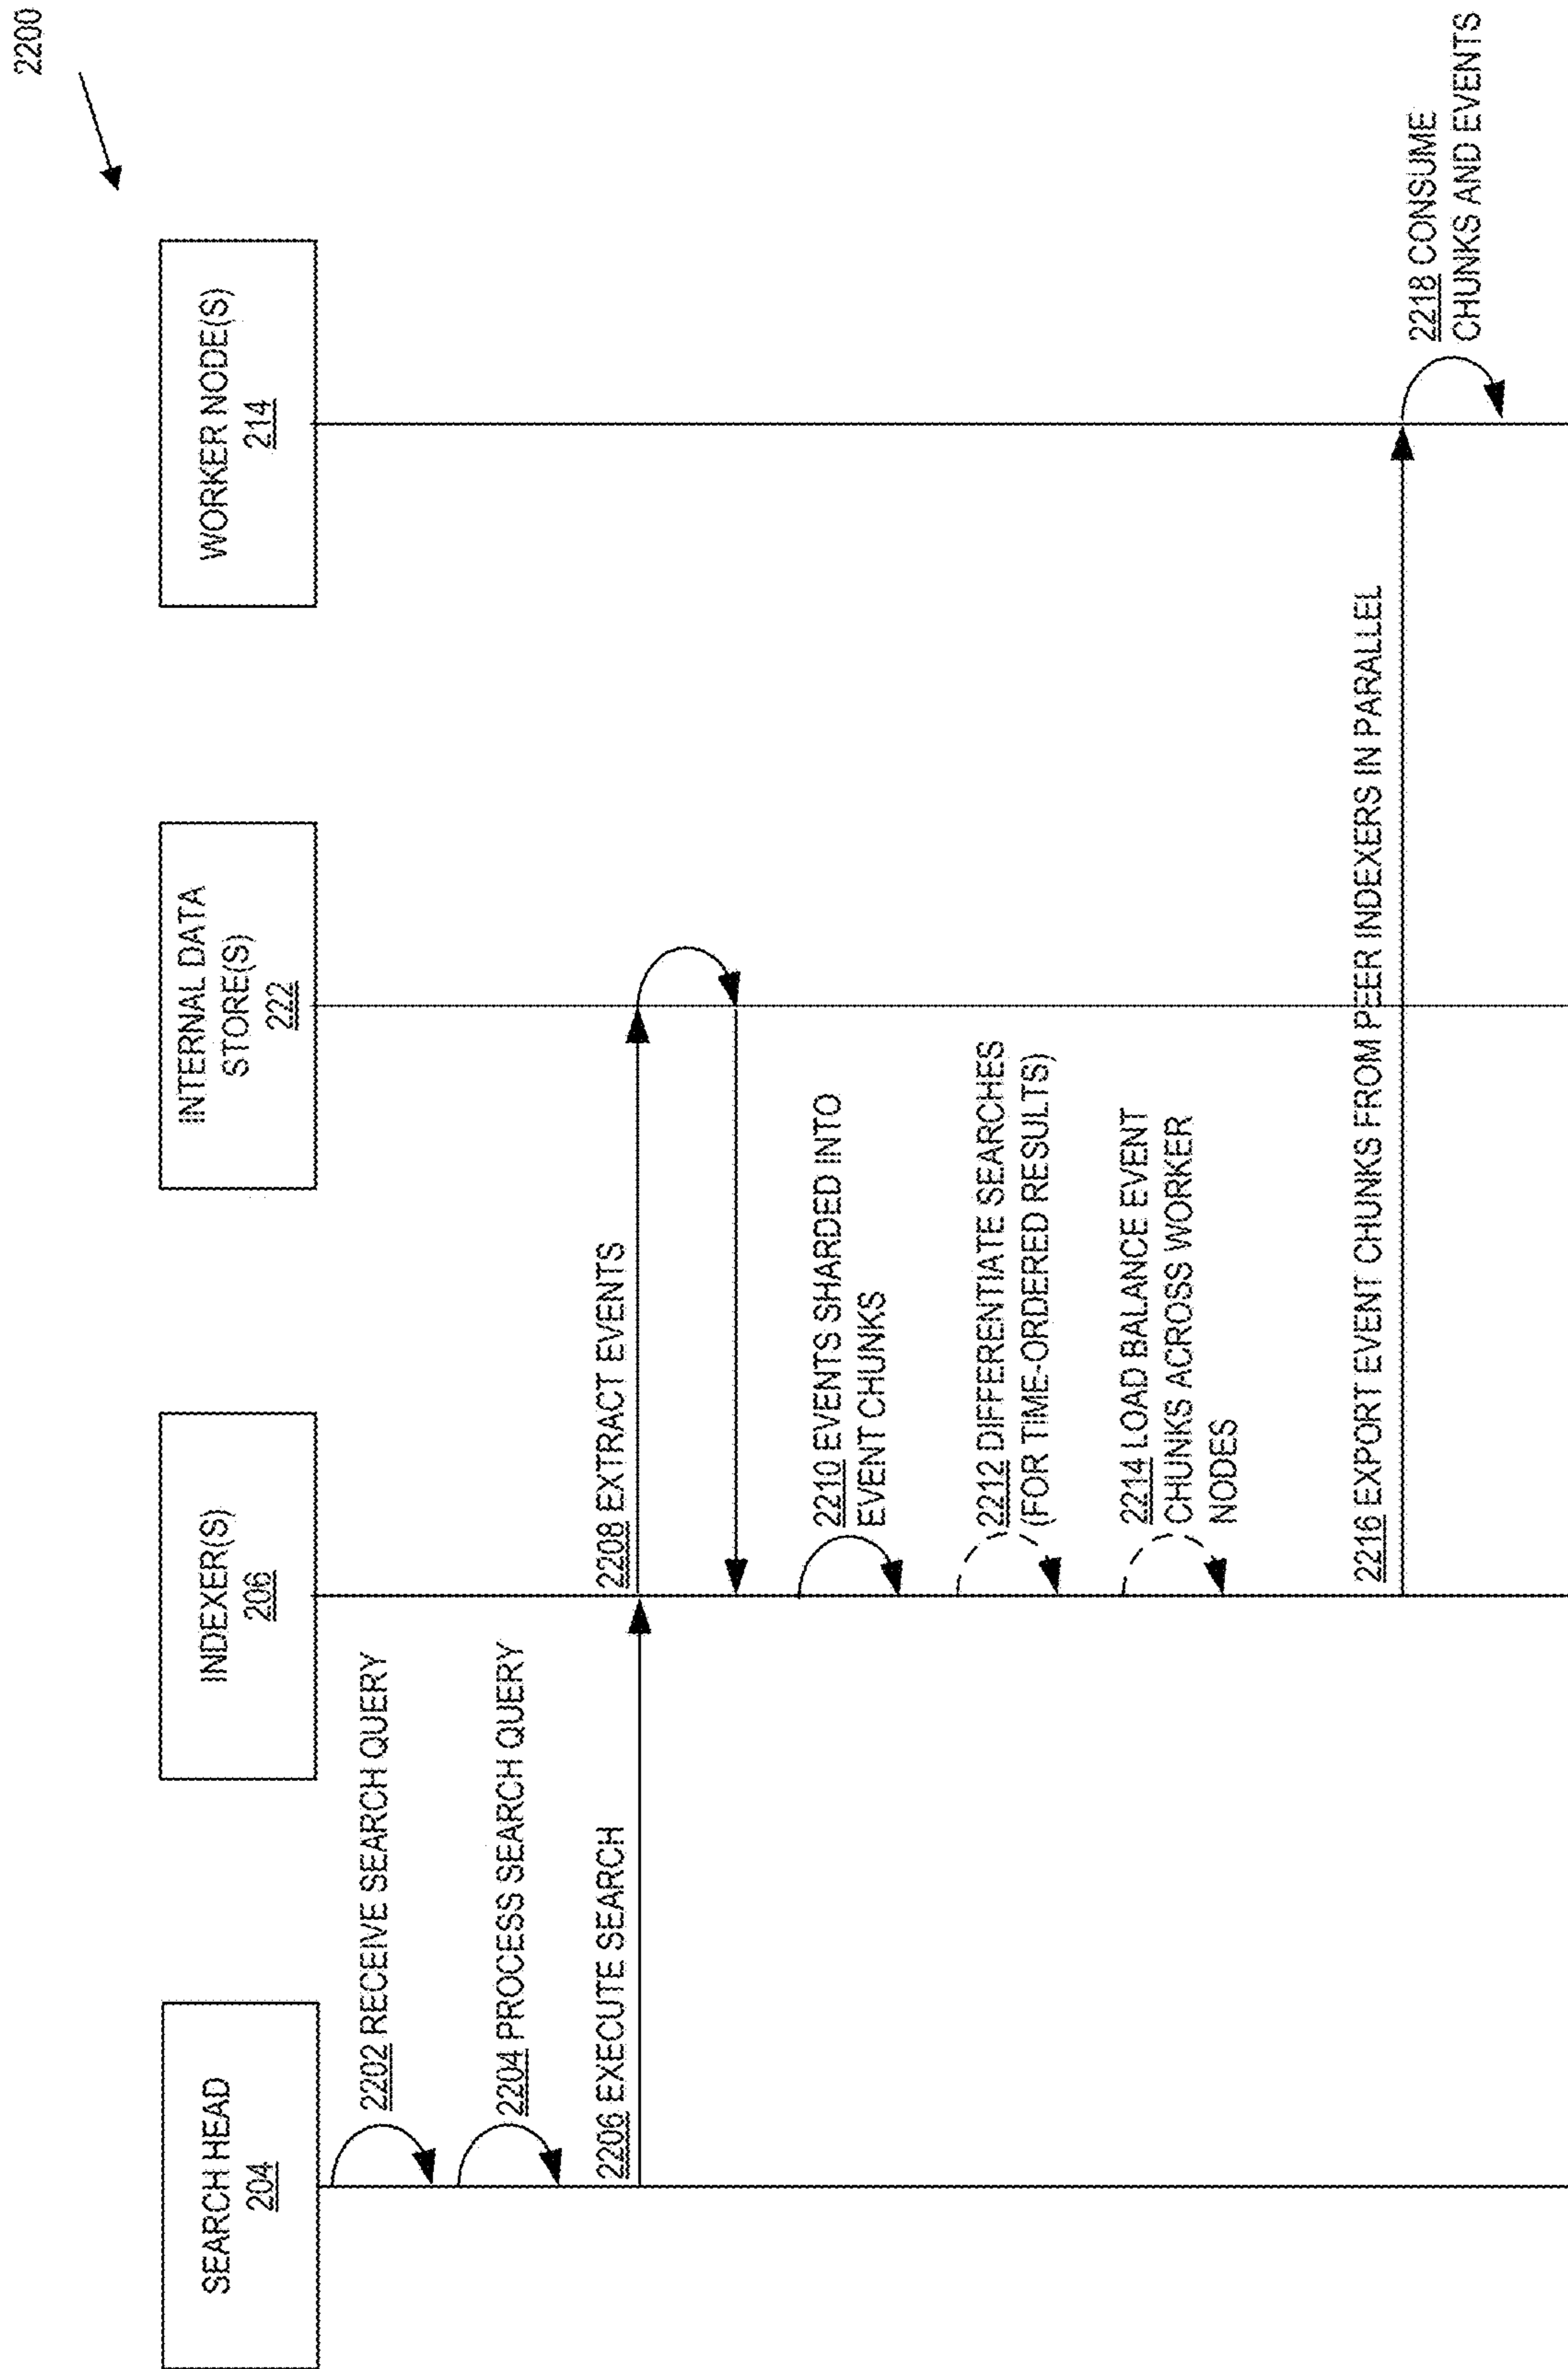 2200
SEARCH HEAD
204
INDEXER(S)
206
INTERNAL DATA
STORE(S)
222
WORKER NODE(S)
214
2202 RECEIVE SEARCH QUERY
2204 PROCESS SEARCH QUERY
2206 EXECUTE SEARCH
2208 EXTRACT EVENTS
2210 EVENTS SHARDED INTO
EVENT CHUNKS
2212 DIFFERENTIATE SEARCHES
(FOR TIME-ORDERED RESULTS)
2214 LOAD BALANCE EVENT
CHUNKS ACROSS WORKER
NODES
2216 EXPORT EVENT CHUNKS FROM PEER INDEXERS IN PARALLEL
2218 CONSUME
CHUNKS AND EVENTS